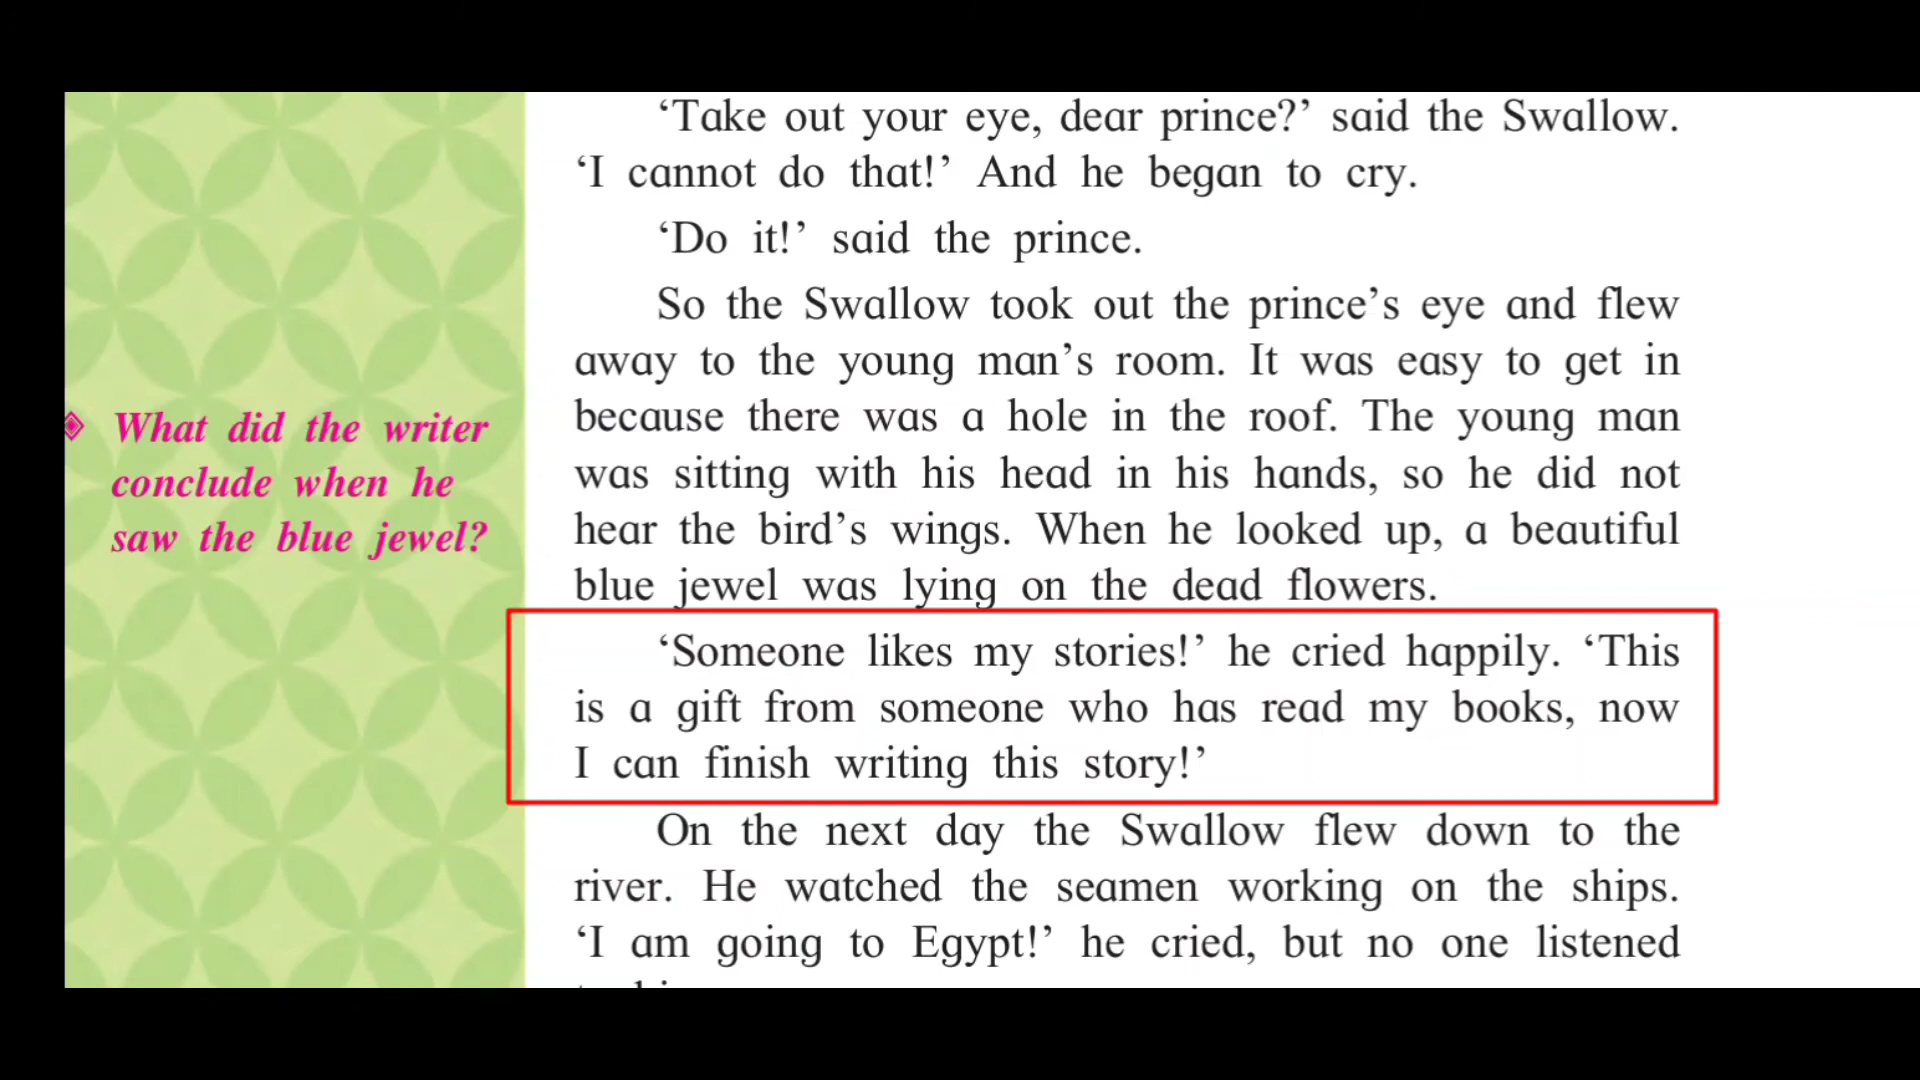 ‘Take out your eye, dear prince?’ said the Swallow.
‘I cannot do that!’ And he began to cry.
‘Do it!’ said the prince.
So the Swallow took out the prince’s eye and flew
away to the young man’s room. It was easy to get in
because there was a hole in the roof. The young man
was sitting with his head in his hands, so he did not
hear the bird’s wings. When he looked up, a beautiful
blue jewel was lying on the dead flowers.
‘Someone likes my stories!’ he cried happily. ‘This
is a gift from someone who has read my books, now
I can finish writing this story!’
On the next day the Swallow flew down to the
river. He watched the seamen working on the ships.
‘I am going to Egypt!’ he cried, but no one listened
What did the writer
conclude when he
saw the blue jewel?